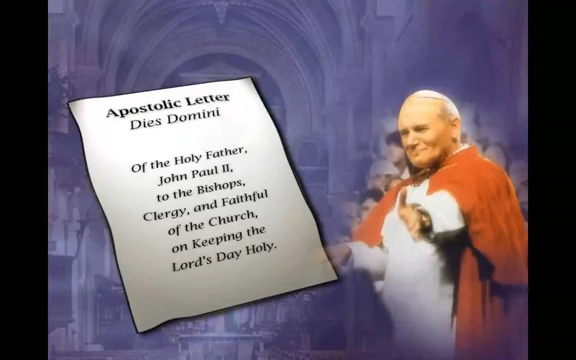 Apostolic Letter
Dies Domini
Of the Holy Father,
John Paul II,
to the Bishops,
Clergy, and Faithful
of the Church,
on Keeping the
Lord's Day Holy.